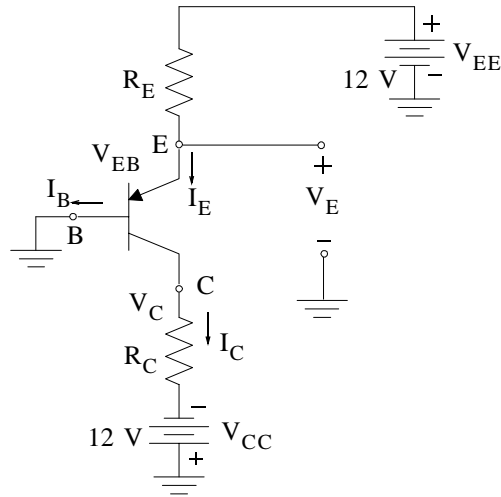 +
V_EE
R_E
12 V
−
E
V_EB
+
I_B
I_E
V_E
B
−
C
V_C
I_C
R_C
−
12 V
V_CC
+